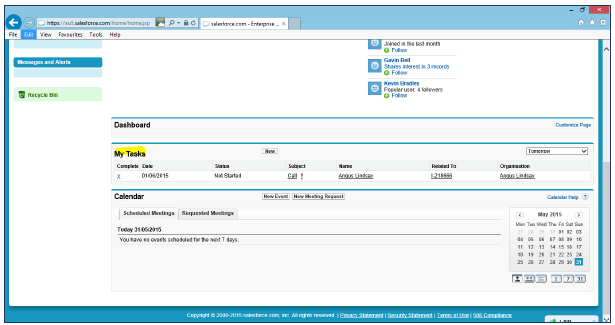 https://eu5.salesforce.com/home/home.jsp
salesforce.com - Enterprise ...
File Edit View Favourites Tools Help
Joined in the last month
Follow
Messages and Alerts
Gavin Bell
Shares interest in 3 records
Follow
Recycle Bin
Kevin Bradley
Popular user: 4 followers
Follow
Dashboard
Customize Page
My Tasks New Tomorrow
Complete Date Status Subject Name Related To Organisation
X 01/06/2015 Not Started Call ! Angus Lindsay I-219666 Angus Lindsay
Calendar New Event New Meeting Request Calendar Help ?
Scheduled Meetings Requested Meetings
May 2015
Today 31/05/2015
Mon Tue Wed Thu Fri Sat Sun
You have no events scheduled for the next 7 days.
27 28 29 30 01 02 03
04 05 06 07 08 09 10
11 12 13 14 15 16 17
18 19 20 21 22 23 24
25 26 27 28 29 30 31
1 7 31
Copyright © 2000-2015 salesforce.com, inc. All rights reserved. | Privacy Statement | Security Statement | Terms of Use | 508 Compliance